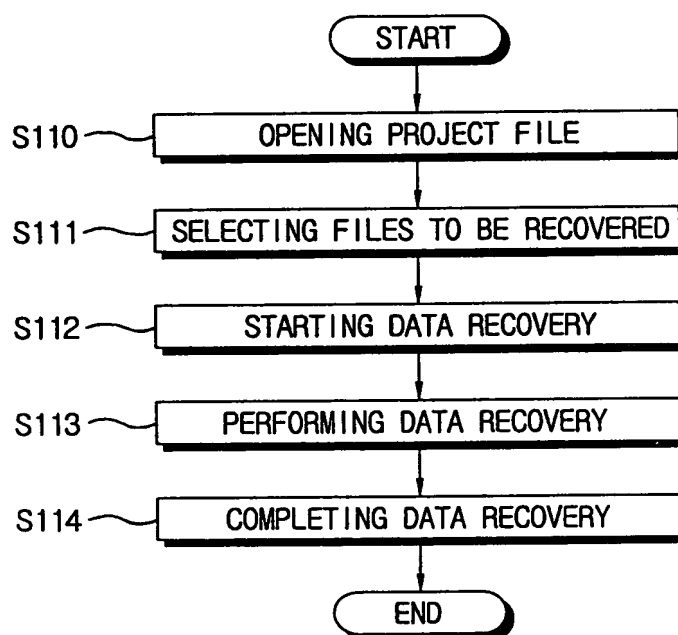 START
S110 OPENING PROJECT FILE
S111 SELECTING FILES TO BE RECOVERED
S112 STARTING DATA RECOVERY
S113 PERFORMING DATA RECOVERY
S114 COMPLETING DATA RECOVERY
END